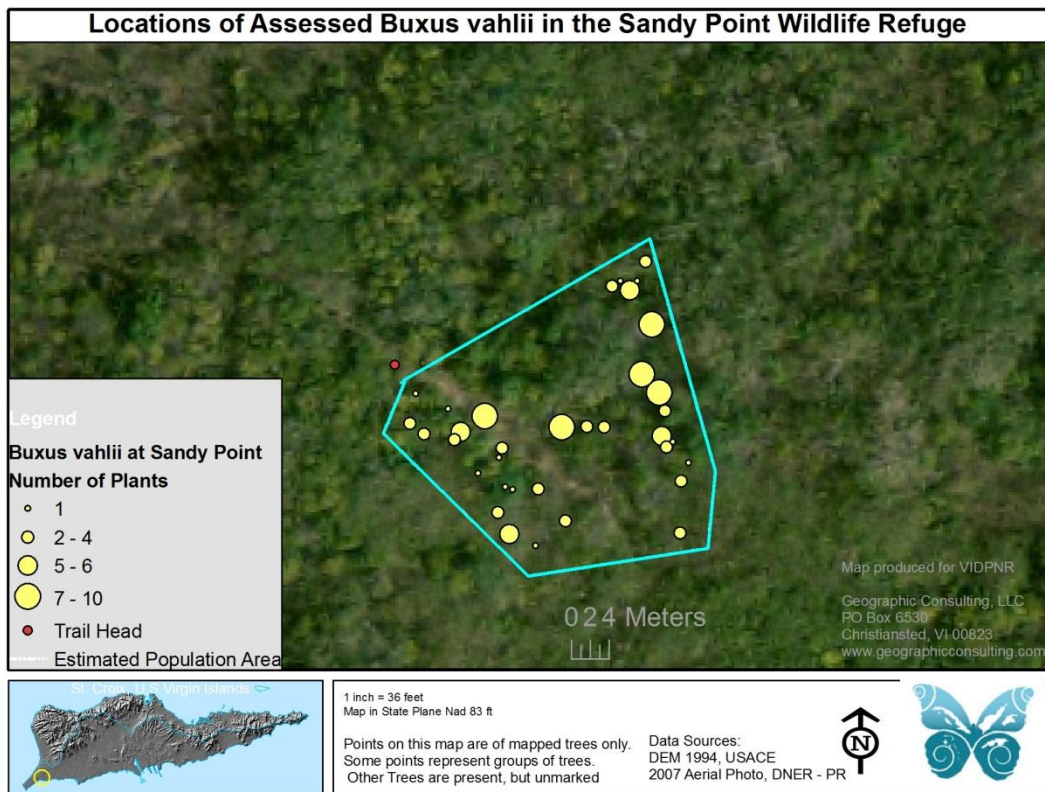 Locations of Assessed Buxus vahlii in the Sandy Point Wildlife Refuge
Legend
Buxus vahlii at Sandy Point
Number of Plants
1
2 - 4
5 - 6
7 - 10
Trail Head
Estimated Population Area
0 2 4 Meters
Map produced for VIDPNR
Geographic Consulting, LLC
PO Box 6530
Christiansted, VI 00823
www.geographicconsulting.com
St. Croix, U.S Virgin Islands
1 inch = 36 feet
Map in State Plane Nad 83 ft
Points on this map are of mapped trees only.
Some points represent groups of trees.
Other Trees are present, but unmarked
Data Sources:
DEM 1994, USACE
2007 Aerial Photo, DNER - PR
N